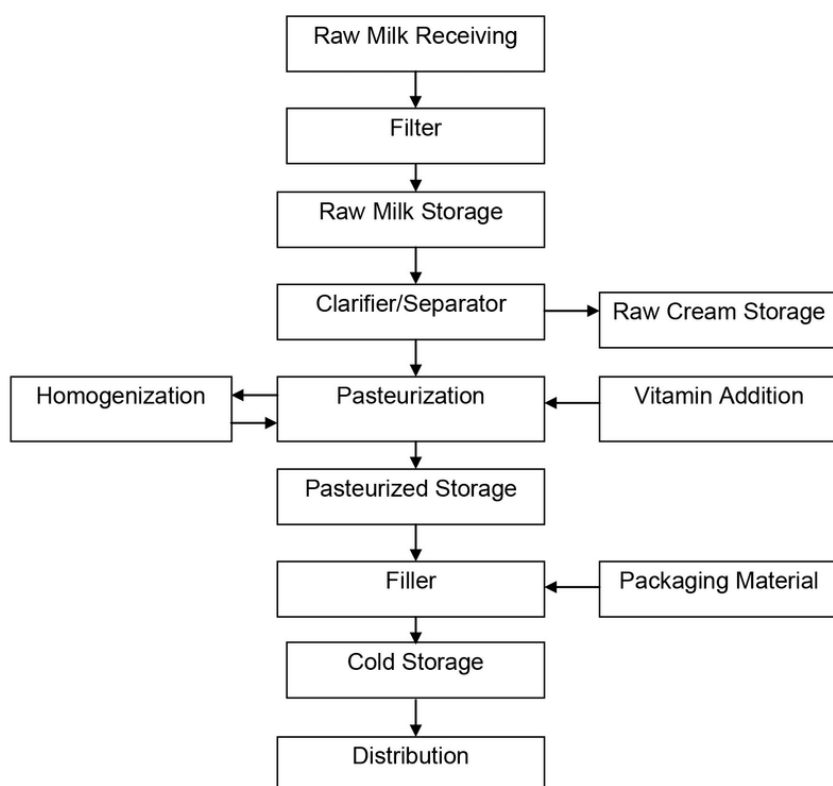 Raw Milk Receiving
Filter
Raw Milk Storage
Clarifier/Separator
Raw Cream Storage
Homogenization
Pasteurization
Vitamin Addition
Pasteurized Storage
Filler
Packaging Material
Cold Storage
Distribution